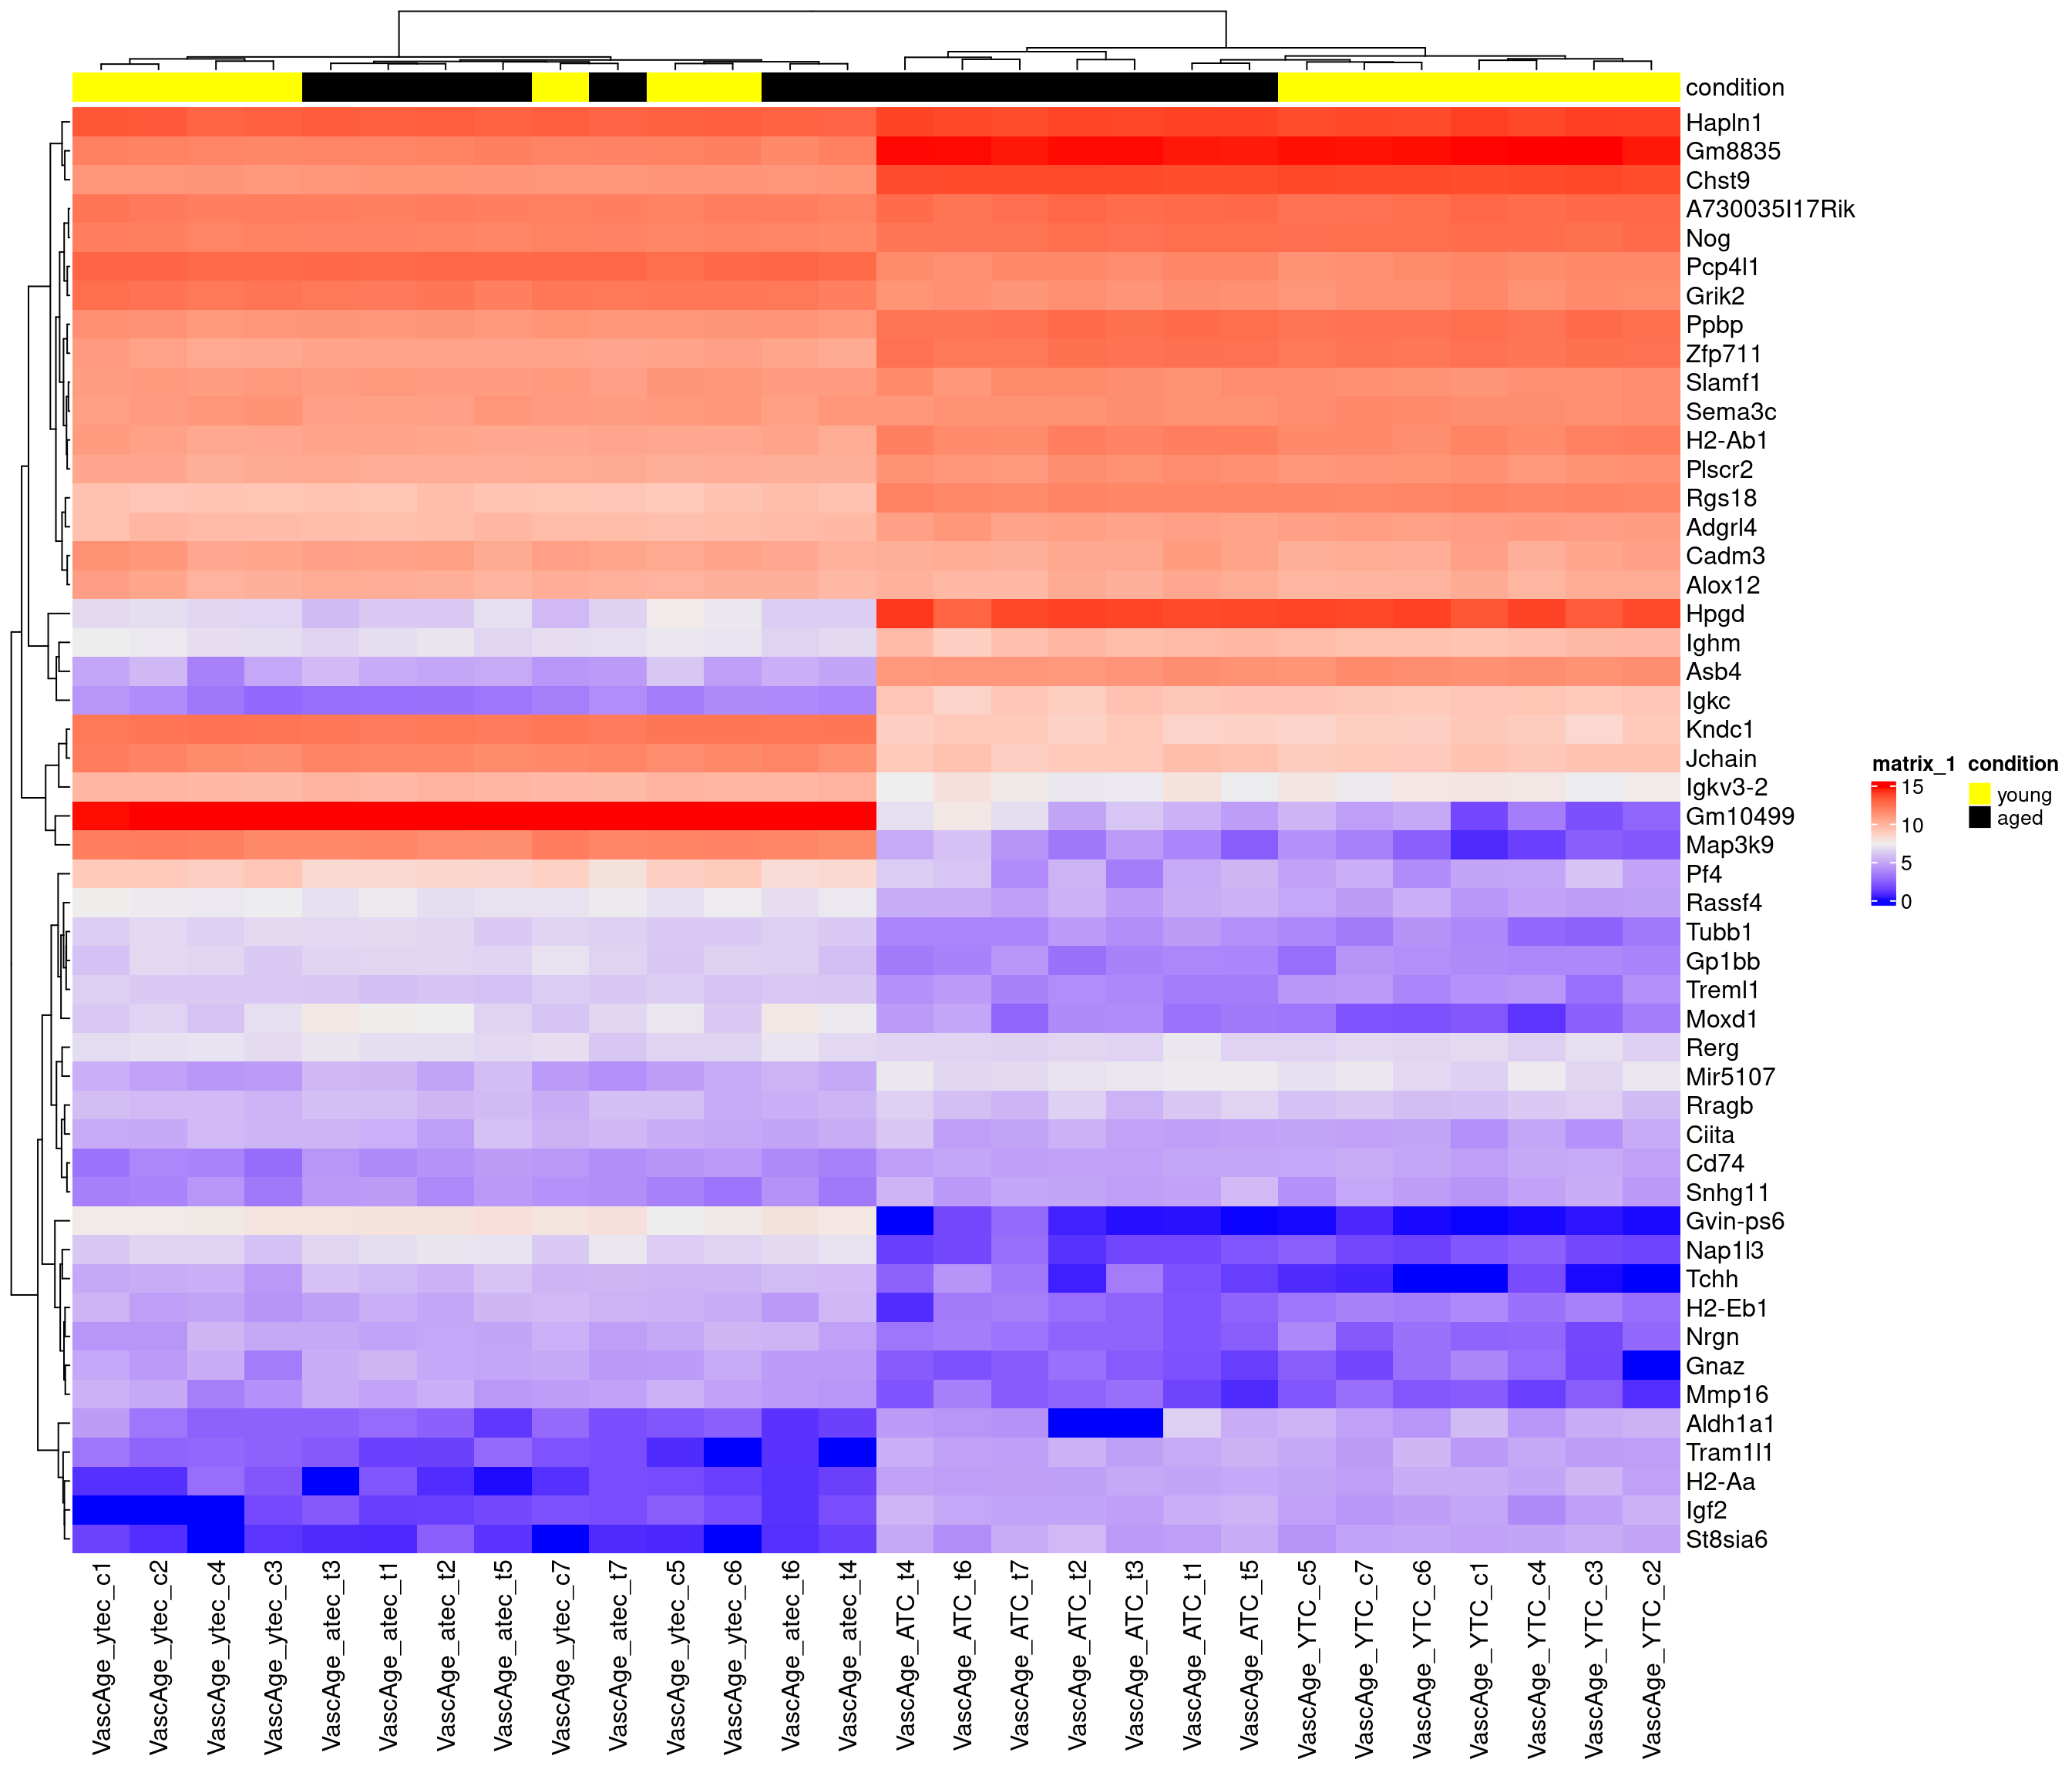 condition
Hapln1
Gm8835
Chst9
A730035I17Rik
Nog
Pcp4l1
Grik2
Ppbp
Zfp711
Slamf1
Sema3c
H2-Ab1
Plscr2
Rgs18
Adgrl4
Cadm3
Alox12
Hpgd
Ighm
Asb4
Igkc
Kndc1
Jchain
Igkv3-2
Gm10499
Map3k9
Pf4
Rassf4
Tubb1
Gp1bb
Treml1
Moxd1
Rerg
Mir5107
Rragb
Ciita
Cd74
Snhg11
Gvin-ps6
Nap1l3
Tchh
H2-Eb1
Nrgn
Gnaz
Mmp16
Aldh1a1
Tram1l1
H2-Aa
Igf2
St8sia6
matrix_1
15
10
5
0
condition
young
aged
VascAge_ytec_c1
VascAge_ytec_c2
VascAge_ytec_c4
VascAge_ytec_c3
VascAge_atec_t3
VascAge_atec_t1
VascAge_atec_t2
VascAge_atec_t5
VascAge_ytec_c7
VascAge_atec_t7
VascAge_ytec_c5
VascAge_ytec_c6
VascAge_atec_t6
VascAge_atec_t4
VascAge_ATC_t4
VascAge_ATC_t6
VascAge_ATC_t7
VascAge_ATC_t2
VascAge_ATC_t3
VascAge_ATC_t1
VascAge_ATC_t5
VascAge_YTC_c5
VascAge_YTC_c7
VascAge_YTC_c6
VascAge_YTC_c1
VascAge_YTC_c4
VascAge_YTC_c3
VascAge_YTC_c2